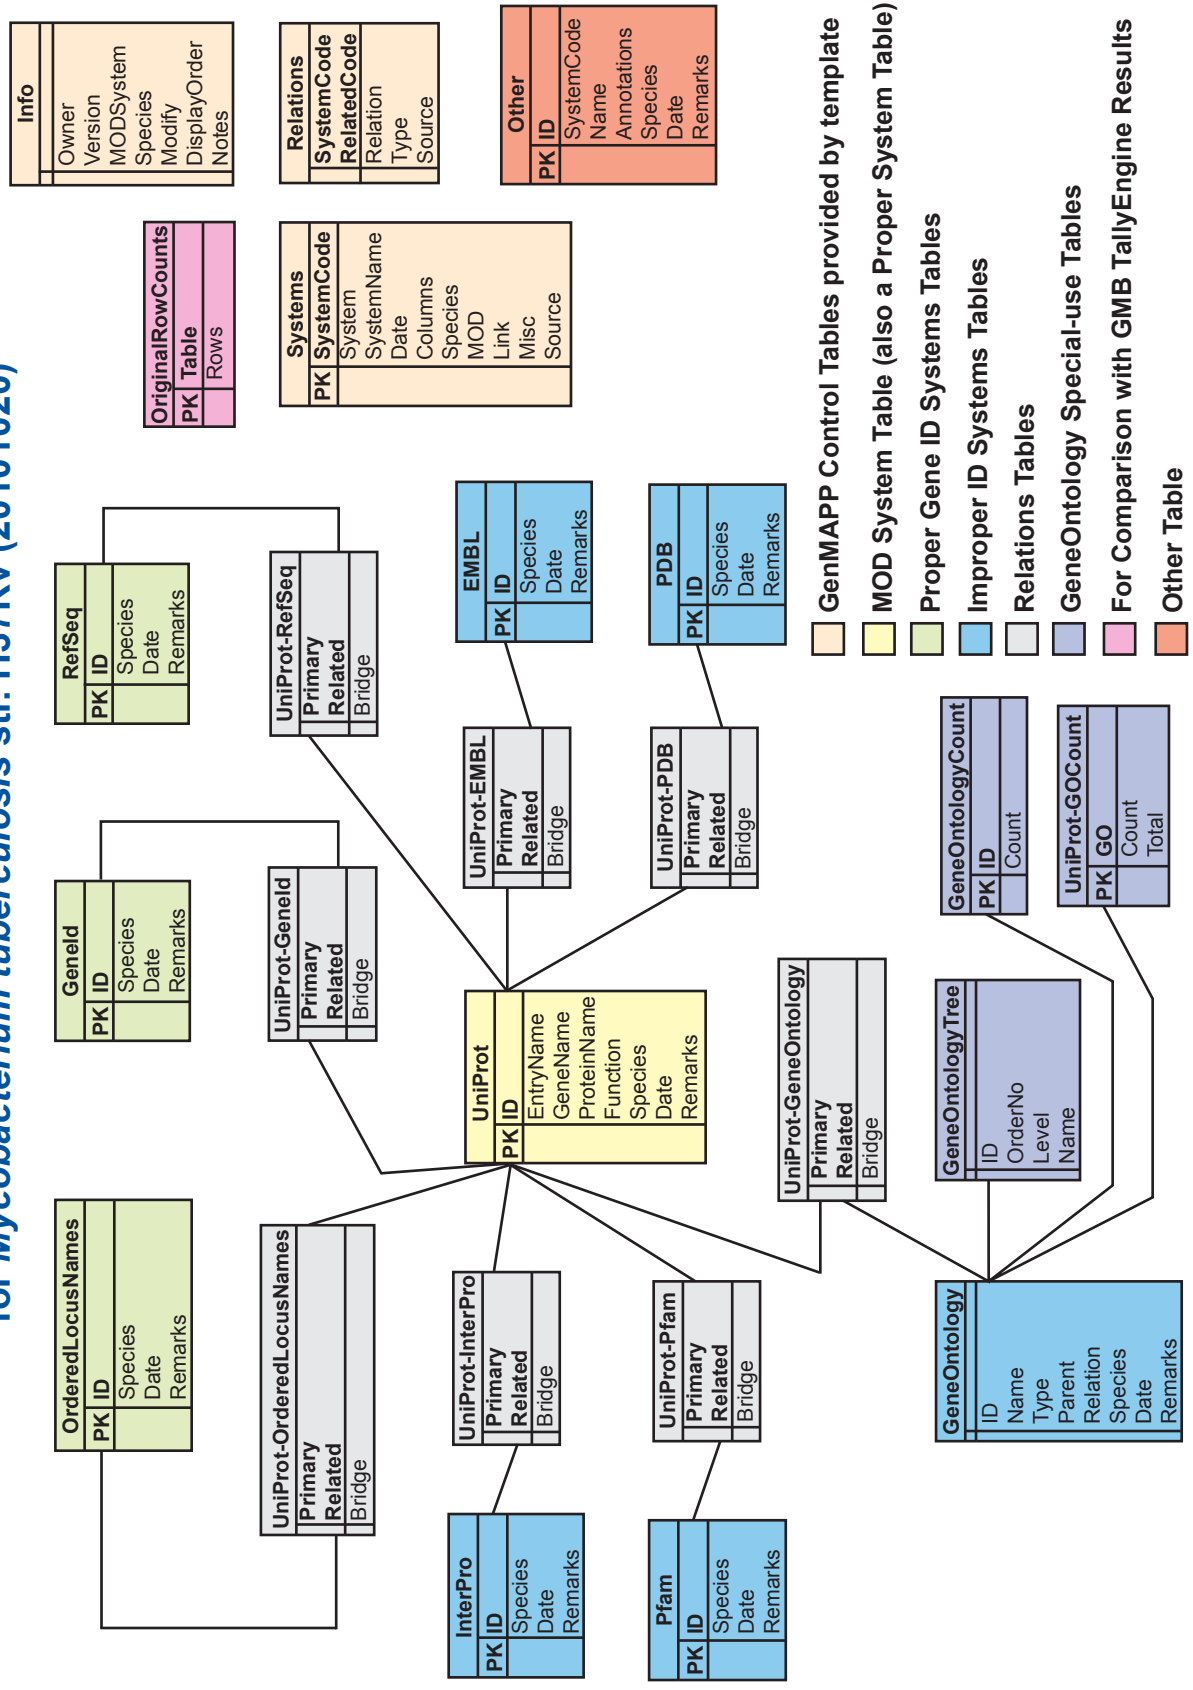 for Mycobacterium tuberculosis str. H37Rv (20101020)
OrderedLocusNames
PK ID
Species
Date
Remarks
GeneId
PK ID
Species
Date
Remarks
RefSeq
PK ID
Species
Date
Remarks
OriginalRowCounts
PK Table
Rows
Info
Owner
Version
MODSystem
Species
Modify
DisplayOrder
Notes
UniProt-OrderedLocusNames
Primary
Related
Bridge
UniProt-GeneId
Primary
Related
Bridge
UniProt-RefSeq
Primary
Related
Bridge
Systems
PK SystemCode
System
SystemName
Date
Columns
Species
MOD
Link
Misc
Source
Relations
SystemCode
RelatedCode
Relation
Type
Source
InterPro
PK ID
Species
Date
Remarks
UniProt-InterPro
Primary
Related
Bridge
UniProt
PK ID
EntryName
GeneName
ProteinName
Function
Species
Date
Remarks
UniProt-EMBL
Primary
Related
Bridge
EMBL
PK ID
Species
Date
Remarks
Other
PK ID
SystemCode
Name
Annotations
Species
Date
Remarks
Pfam
PK ID
Species
Date
Remarks
UniProt-Pfam
Primary
Related
Bridge
UniProt-PDB
Primary
Related
Bridge
PDB
PK ID
Species
Date
Remarks
UniProt-GeneOntology
Primary
Related
Bridge
GeneOntology
ID
Name
Type
Parent
Relation
Species
Date
Remarks
GeneOntologyTree
ID
OrderNo
Level
Name
GeneOntologyCount
PK ID
Count
UniProt-GOCount
PK GO
Count
Total
GenMAPP Control Tables provided by template
MOD System Table (also a Proper System Table)
Proper Gene ID Systems Tables
Improper ID Systems Tables
Relations Tables
GeneOntology Special-use Tables
For Comparison with GMB TallyEngine Results
Other Table